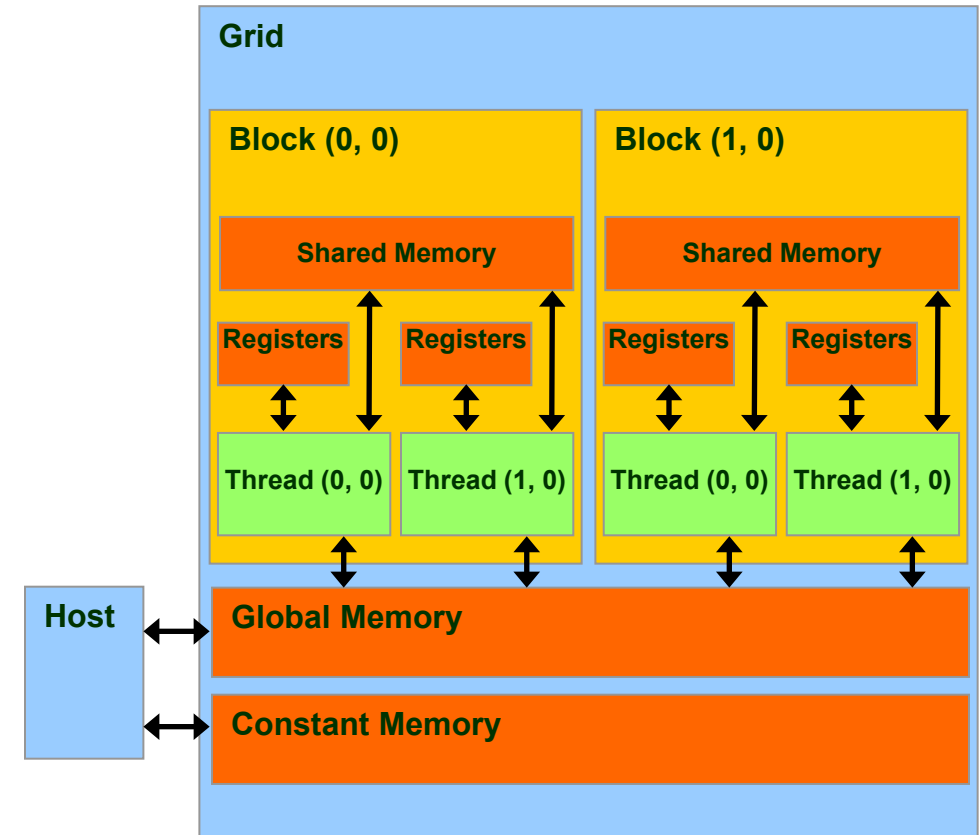 Grid
Block (0, 0)
Block (1, 0)
Shared Memory
Shared Memory
Registers
Registers
Registers
Registers
Thread (0, 0)
Thread (1, 0)
Thread (0, 0)
Thread (1, 0)
Host
Global Memory
Constant Memory